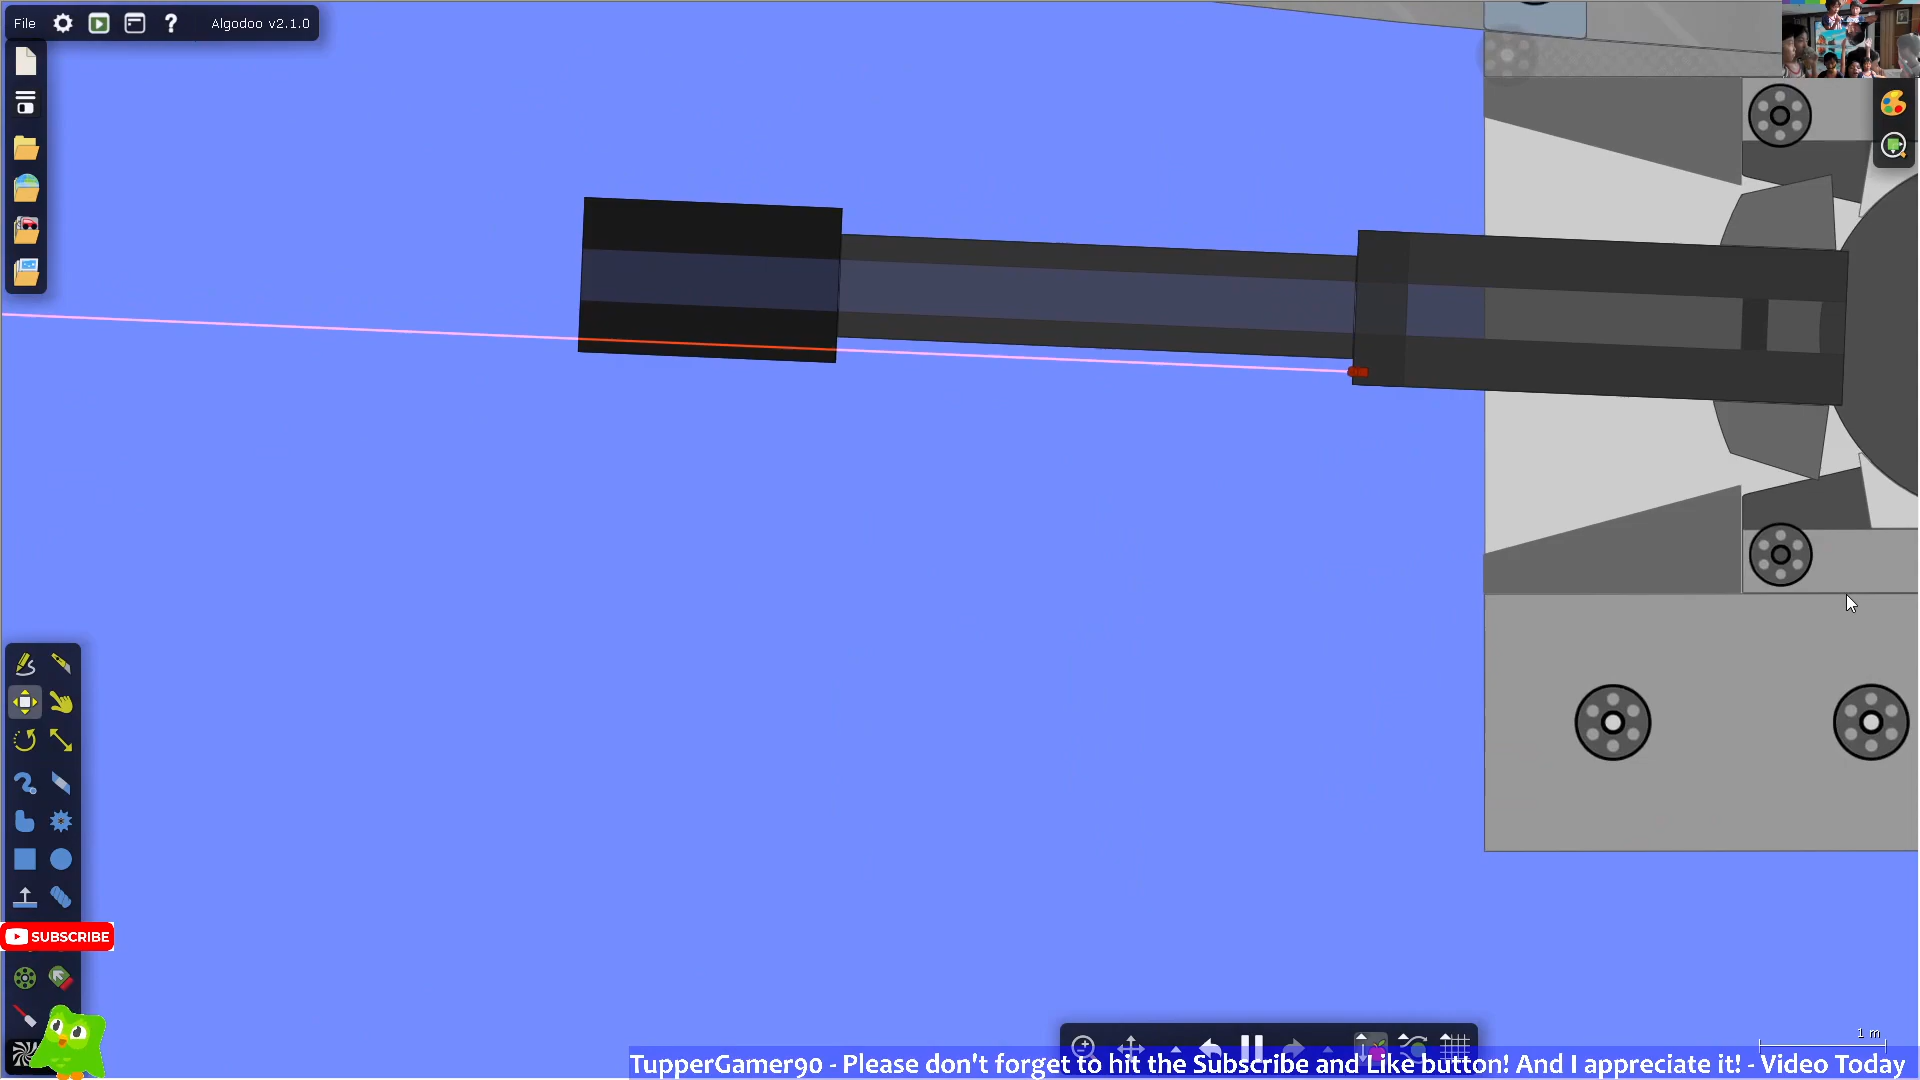 File
Algodoo v2.1.0
SUBSCRIBE
1 m
TupperGamer90 - Please don't forget to hit the Subscribe and Like button! And I appreciate it! - Video Today